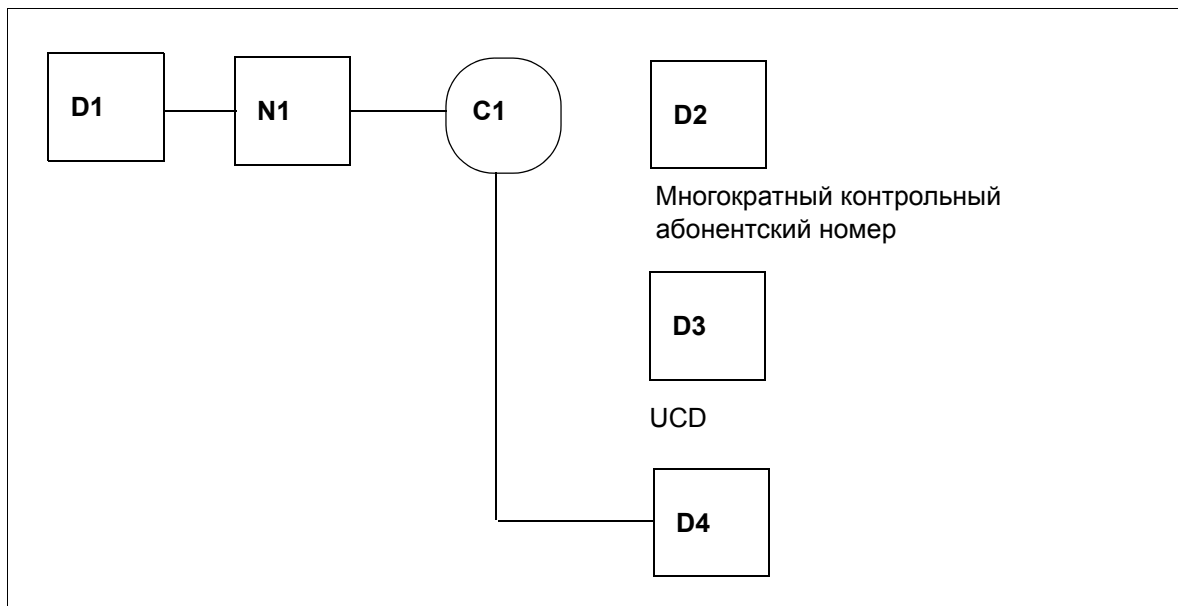 D1
N1
C1
D2
Многократный контрольный
абонентский номер
D3
UCD
D4